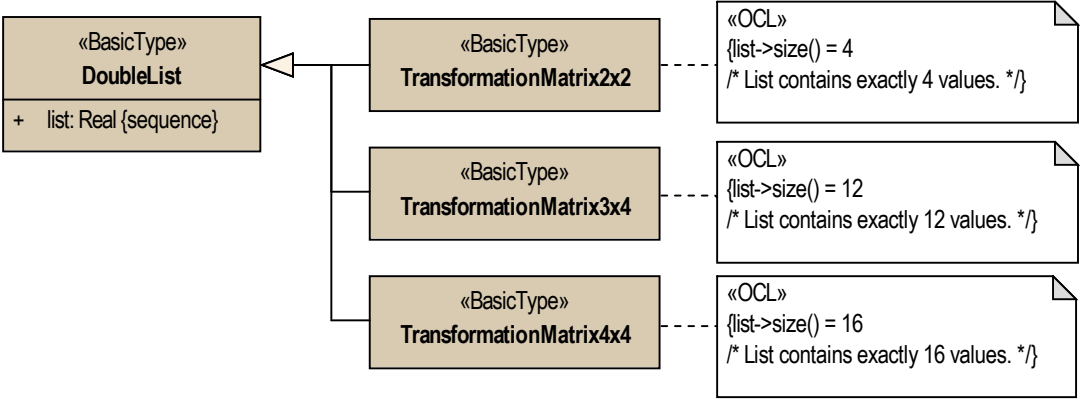 «BasicType»
DoubleList
+ list: Real {sequence}
«BasicType»
TransformationMatrix2x2
«OCL»
{list->size() = 4
/* List contains exactly 4 values. */}
«BasicType»
TransformationMatrix3x4
«OCL»
{list->size() = 12
/* List contains exactly 12 values. */}
«BasicType»
TransformationMatrix4x4
«OCL»
{list->size() = 16
/* List contains exactly 16 values. */}